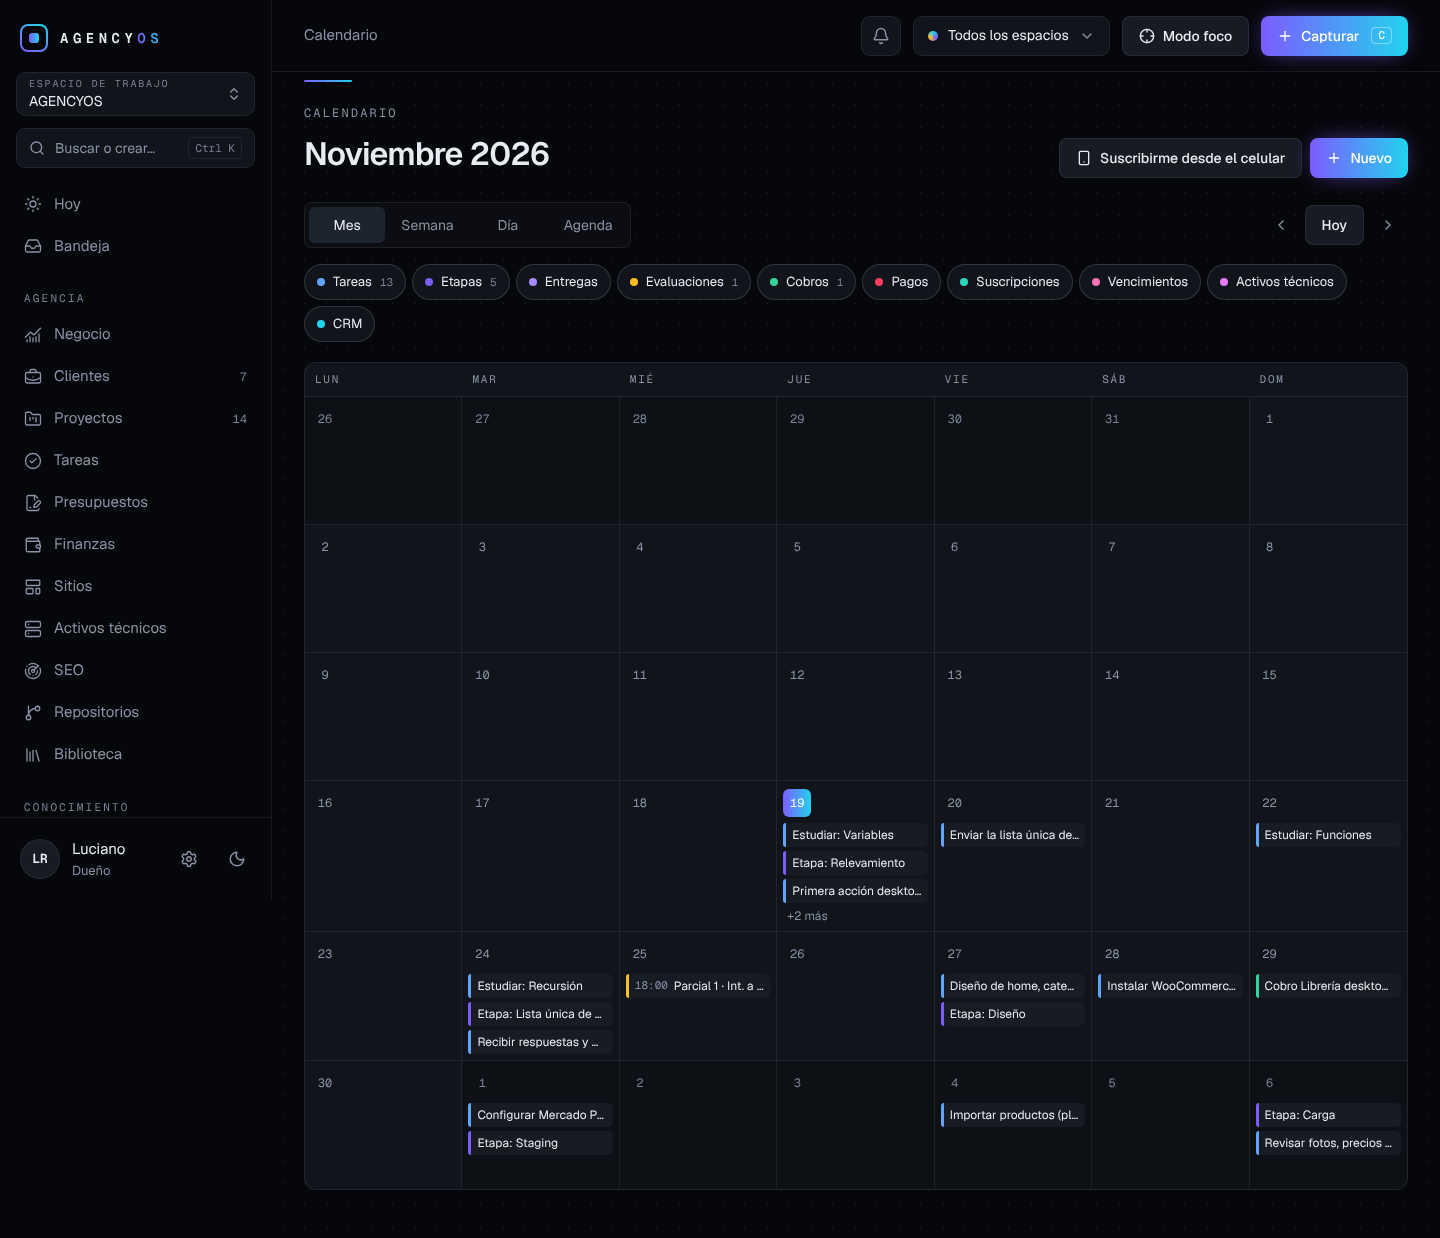 AGENCYOS
ESPACIO DE TRABAJO
AGENCYOS
Buscar o crear... Ctrl K
Hoy
Bandeja
AGENCIA
Negocio
Clientes 7
Proyectos 14
Tareas
Presupuestos
Finanzas
Sitios
Activos técnicos
SEO
Repositorios
Biblioteca
CONOCIMIENTO
LR
Luciano
Dueño
Calendario
Todos los espacios
Modo foco
Capturar C
CALENDARIO
Noviembre 2026
Suscribirme desde el celular
Nuevo
Mes Semana Día Agenda
Hoy
Tareas 13 Etapas 5 Entregas Evaluaciones 1 Cobros 1 Pagos Suscripciones Vencimientos Activos técnicos
CRM
LUN MAR MIÉ JUE VIE SÁB DOM
26 27 28 29 30 31 1
2 3 4 5 6 7 8
9 10 11 12 13 14 15
16 17 18 19 20 21 22
Estudiar: Variables Enviar la lista única de... Estudiar: Funciones
Etapa: Relevamiento
Primera acción deskto...
+2 más
23 24 25 26 27 28 29
Estudiar: Recursión 18:00 Parcial 1 · Int. a ... Diseño de home, cate... Instalar WooCommerc... Cobro Librería deskto...
Etapa: Lista única de ... Etapa: Diseño
Recibir respuestas y ...
30 1 2 3 4 5 6
Configurar Mercado P... Importar productos (pl... Etapa: Carga
Etapa: Staging Revisar fotos, precios ...